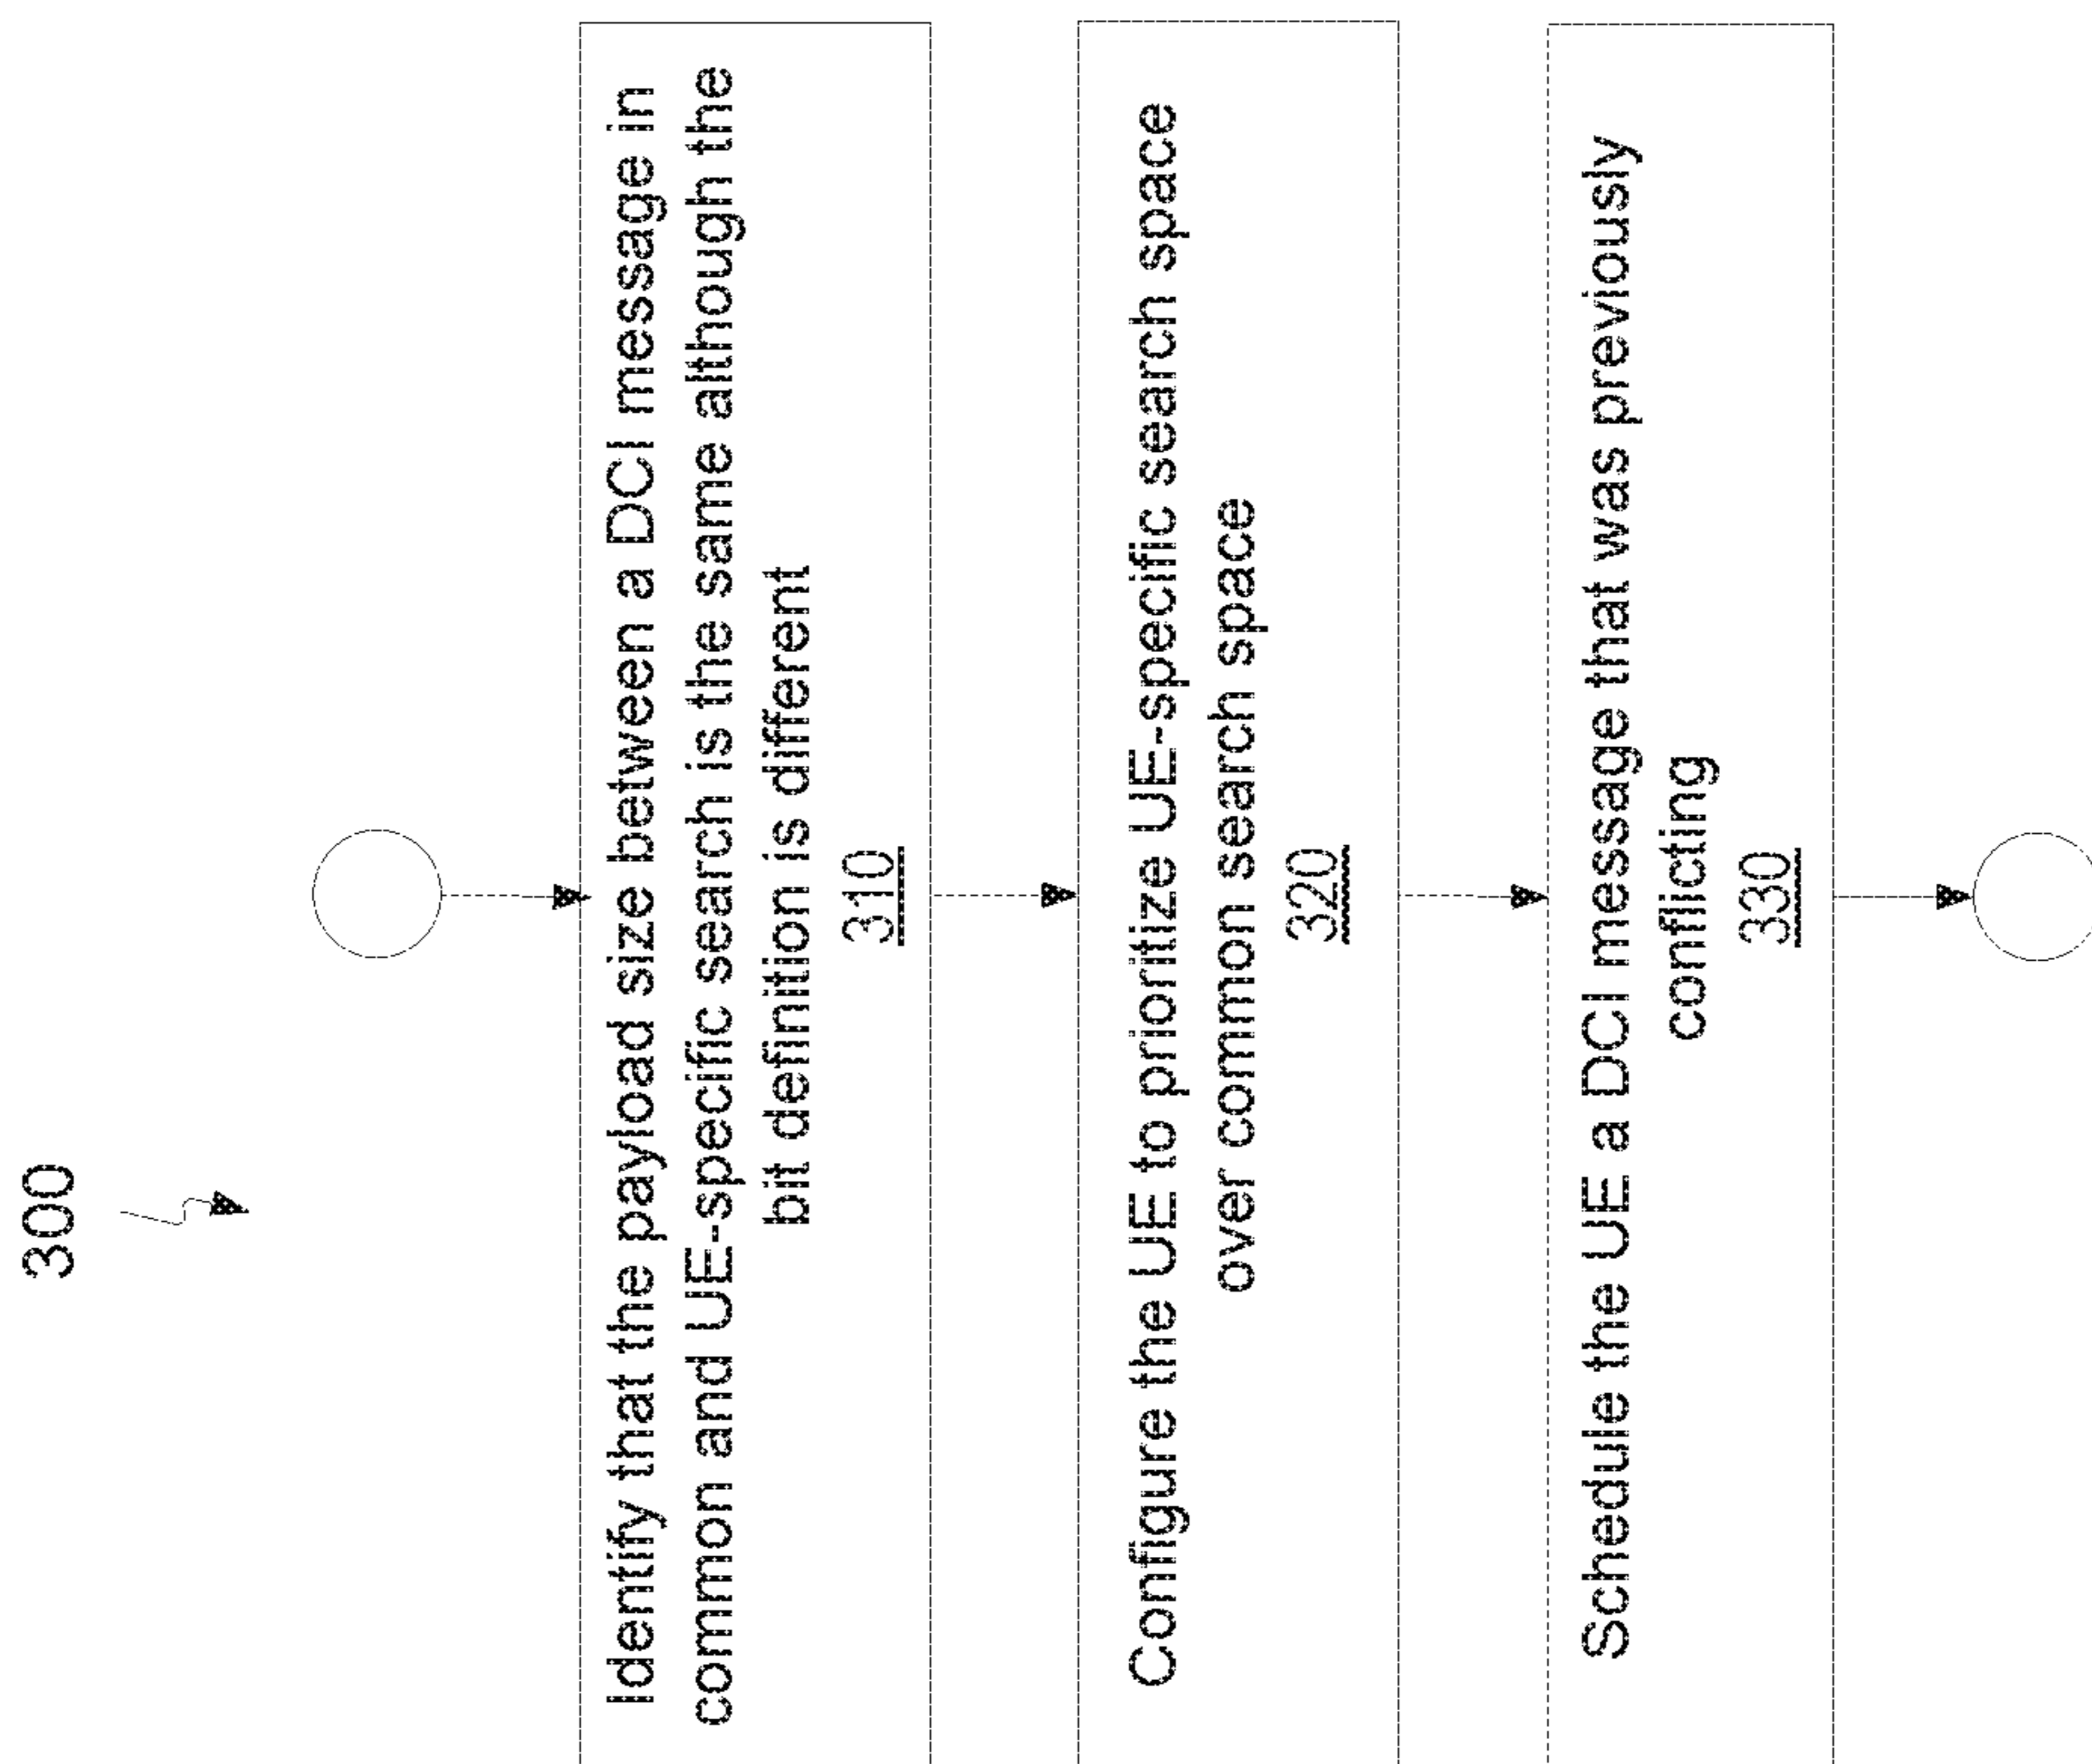 300
Identify that the payload size between a DCI message in
common and UE-specific search is the same although the
bit definition is different
310
Configure the UE to prioritize UE-specific search space
over common search space
320
Schedule the UE a DCI message that was previously
conflicting
330